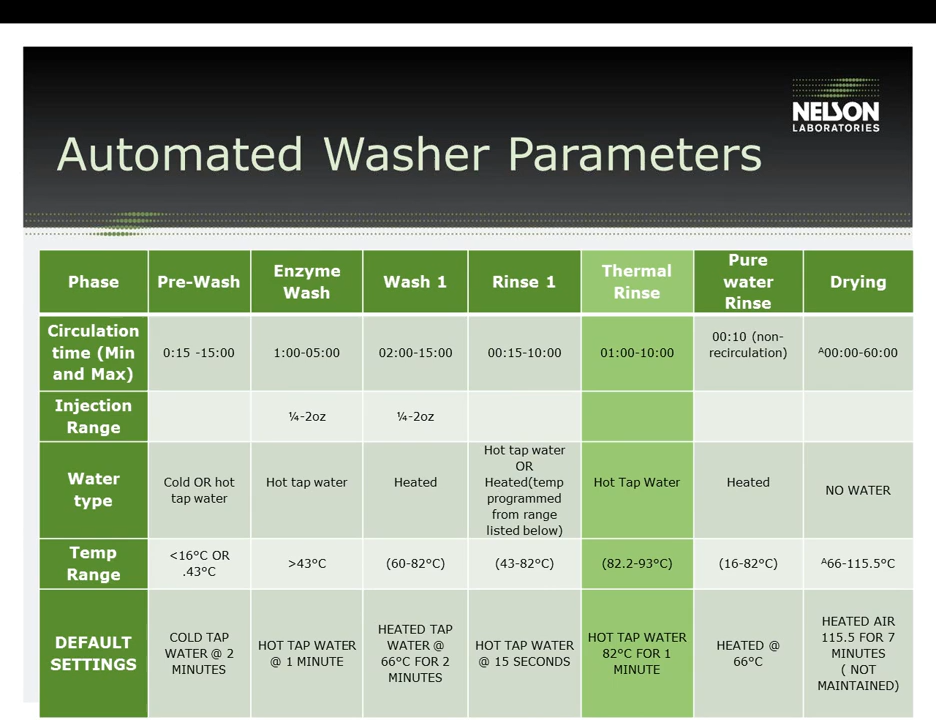 NELSON
LABORATORIES
Automated Washer Parameters
Phase
Pre-Wash
Enzyme
Wash
Wash 1
Rinse 1
Thermal
Rinse
Pure
water
Rinse
Drying
Circulation
time (Min
and Max)
0:15 -15:00
1:00-05:00
02:00-15:00
00:15-10:00
01:00-10:00
00:10 (non-
recirculation)
ᴬ00:00-60:00
Injection
Range
¼-2oz
¼-2oz
Water
type
Cold OR hot
tap water
Hot tap water
Heated
Hot tap water
OR
Heated(temp
programmed
from range
listed below)
Hot Tap Water
Heated
NO WATER
Temp
Range
<16°C OR
.43°C
>43°C
(60-82°C)
(43-82°C)
(82.2-93°C)
(16-82°C)
ᴬ66-115.5°C
DEFAULT
SETTINGS
COLD TAP
WATER @ 2
MINUTES
HOT TAP WATER
@ 1 MINUTE
HEATED TAP
WATER @
66°C FOR 2
MINUTES
HOT TAP WATER
@ 15 SECONDS
HOT TAP WATER
82°C FOR 1
MINUTE
HEATED @
66°C
HEATED AIR
115.5 FOR 7
MINUTES
( NOT
MAINTAINED)